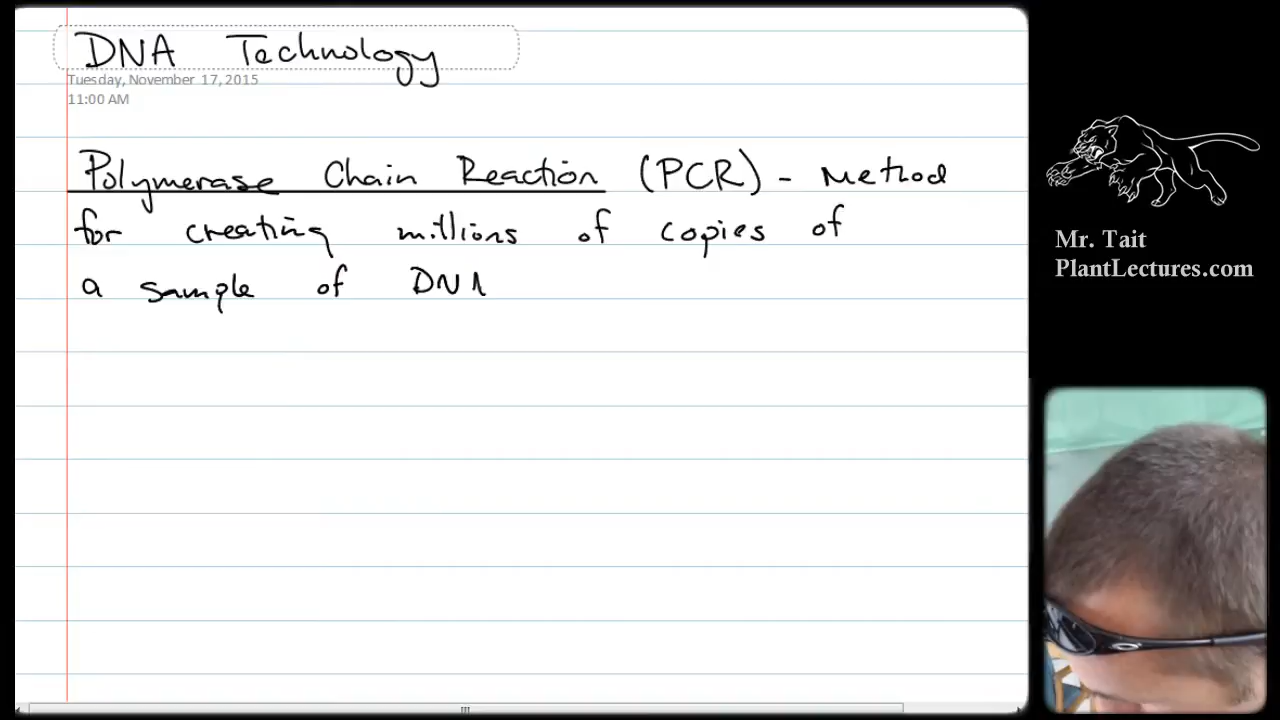 DNA Technology
Tuesday, November 17, 2015
11:00 AM
Polymerase Chain Reaction (PCR) - Method
for creating millions of copies of
a sample of DNA
Mr. Tait
PlantLectures.com